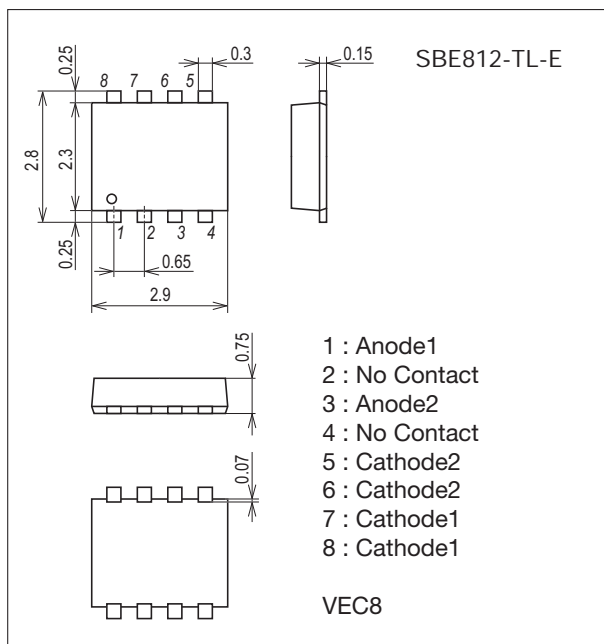 SBE812-TL-E
0.25
8 7 6 5
0.3
0.15
2.8
2.3
0.25
1 2 3 4
0.65
2.9
0.75
0.07
1 : Anode1
2 : No Contact
3 : Anode2
4 : No Contact
5 : Cathode2
6 : Cathode2
7 : Cathode1
8 : Cathode1
VEC8